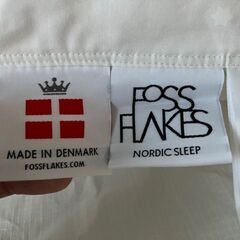 MADE IN DENMARK
FOSSFLAKES.COM
FOSS
FLAKES
NORDIC SLEEP